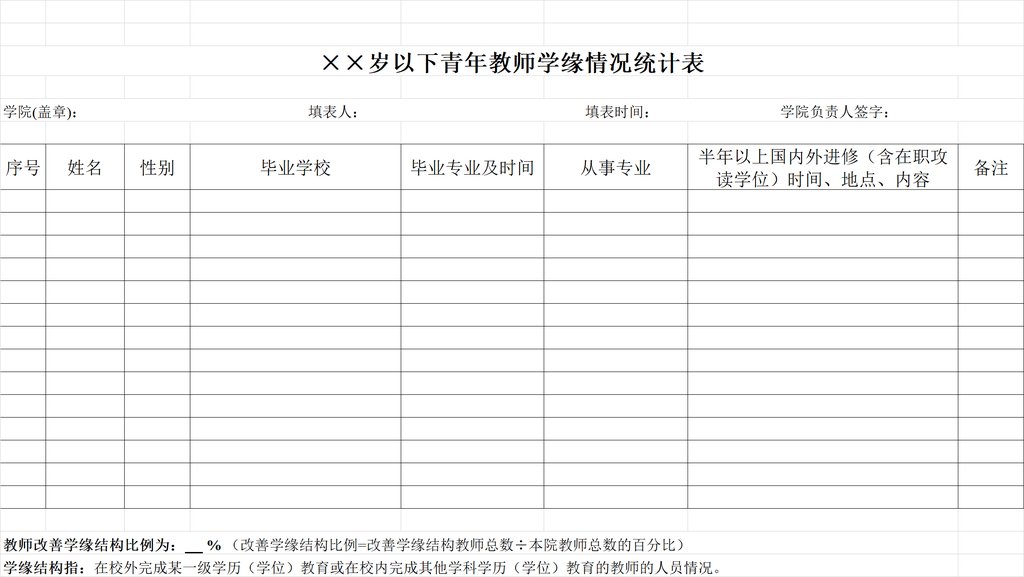 ××岁以下青年教师学缘情况统计表
学院(盖章): 填表人: 填表时间: 学院负责人签字:
序号 姓名 性别 毕业学校 毕业专业及时间 从事专业 半年以上国内外进修（含在职攻
读学位）时间、地点、内容 备注
教师改善学缘结构比例为：__ %（改善学缘结构比例=改善学缘结构教师总数÷本院教师总数的百分比）
学缘结构指：在校外完成某一级学历（学位）教育或在校内完成其他学科学历（学位）教育的教师的人员情况。